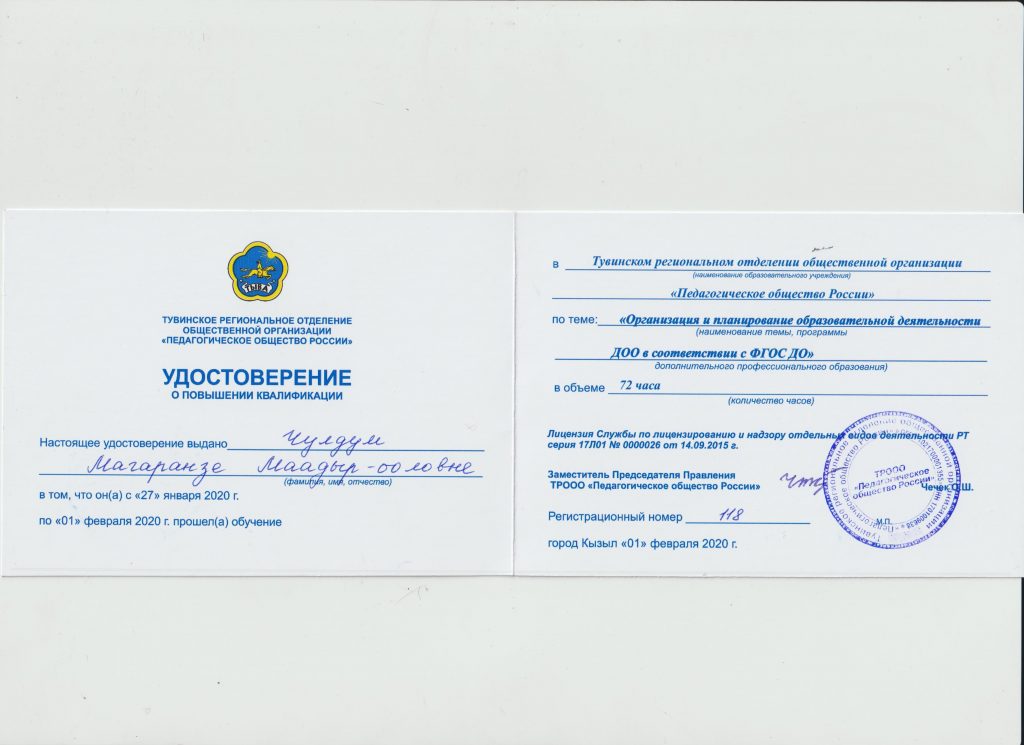 ТЫВА
ТУВИНСКОЕ РЕГИОНАЛЬНОЕ ОТДЕЛЕНИЕ
ОБЩЕСТВЕННОЙ ОРГАНИЗАЦИИ
«ПЕДАГОГИЧЕСКОЕ ОБЩЕСТВО РОССИИ»
УДОСТОВЕРЕНИЕ
О ПОВЫШЕНИИ КВАЛИФИКАЦИИ
Настоящее удостоверение выдано Чулдум
Магаранзе Маадыр-ооловне
(фамилия, имя, отчество)
в том, что он(а) с «27» января 2020 г.
по «01» февраля 2020 г. прошел(а) обучение
в Тувинском региональном отделении общественной организации
(наименование образовательного учреждения)
«Педагогическое общество России»
по теме: «Организация и планирование образовательной деятельности
(наименование темы, программы
ДОО в соответствии с ФГОС ДО»
дополнительного профессионального образования)
в объеме 72 часа
(количество часов)
Лицензия Службы по лицензированию и надзору отдельных видов деятельности РТ
серия 17Л01 № 0000026 от 14.09.2015 г.
Заместитель Председателя Правления
ТРООО «Педагогическое общество России» Чечек О.Ш.
ТРООО
«Педагогическое
общество России»
М.П.
Регистрационный номер 118
город Кызыл «01» февраля 2020 г.